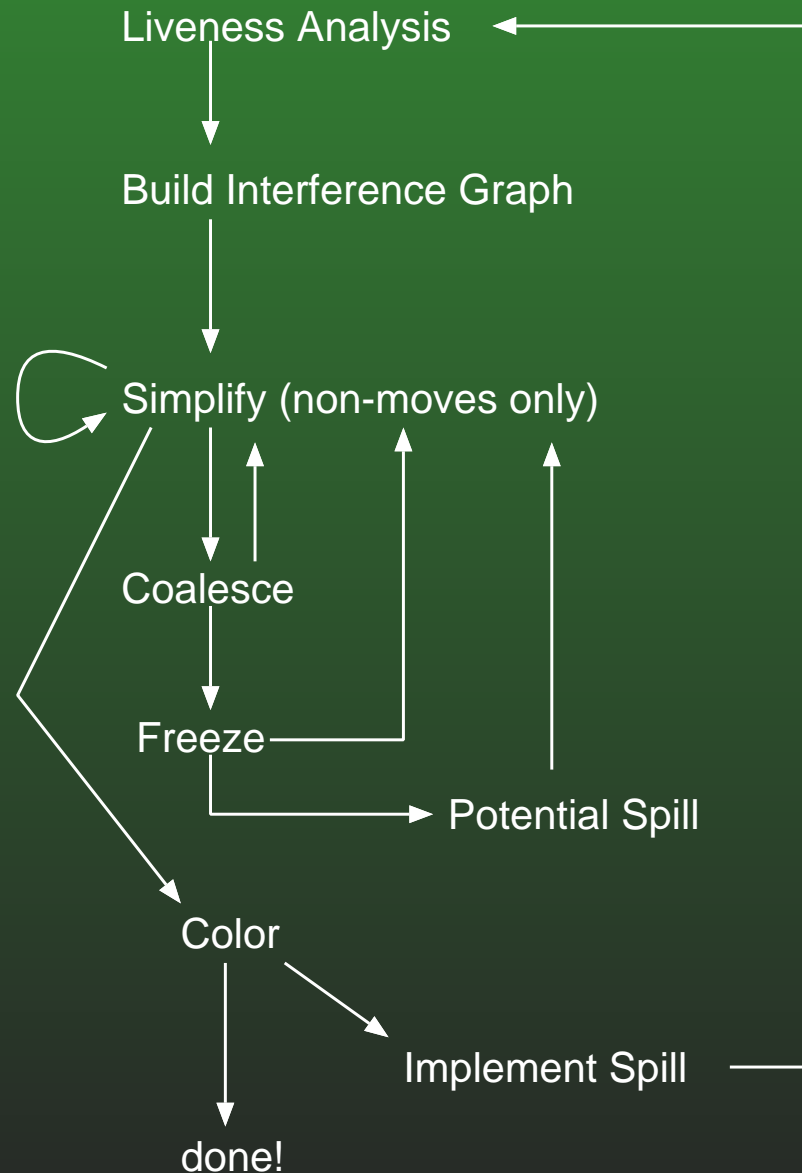 Liveness Analysis
Build Interference Graph
Simplify (non-moves only)
Coalesce
Freeze
Potential Spill
Color
Implement Spill
done!